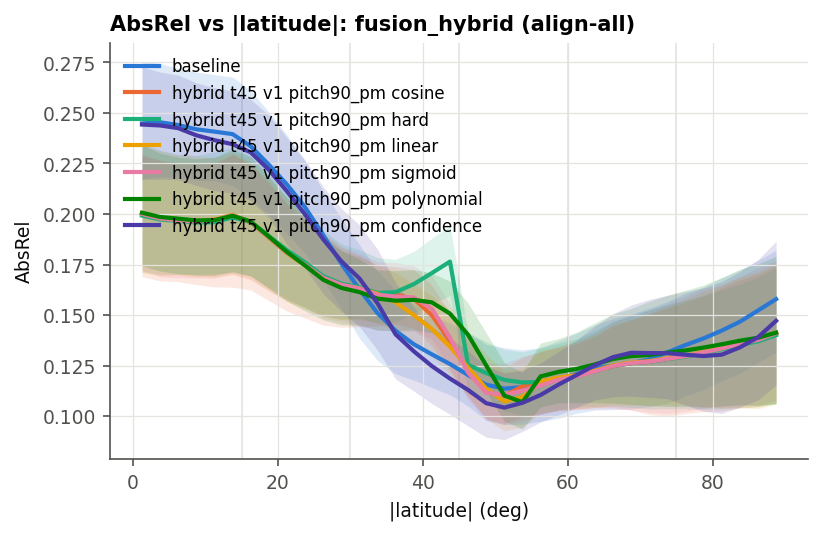 AbsRel vs |latitude|: fusion_hybrid (align-all)
baseline
hybrid t45 v1 pitch90_pm cosine
hybrid t45 v1 pitch90_pm hard
hybrid t45 v1 pitch90_pm linear
hybrid t45 v1 pitch90_pm sigmoid
hybrid t45 v1 pitch90_pm polynomial
hybrid t45 v1 pitch90_pm confidence
AbsRel
0.275
0.250
0.225
0.200
0.175
0.150
0.125
0.100
0 20 40 60 80
|latitude| (deg)